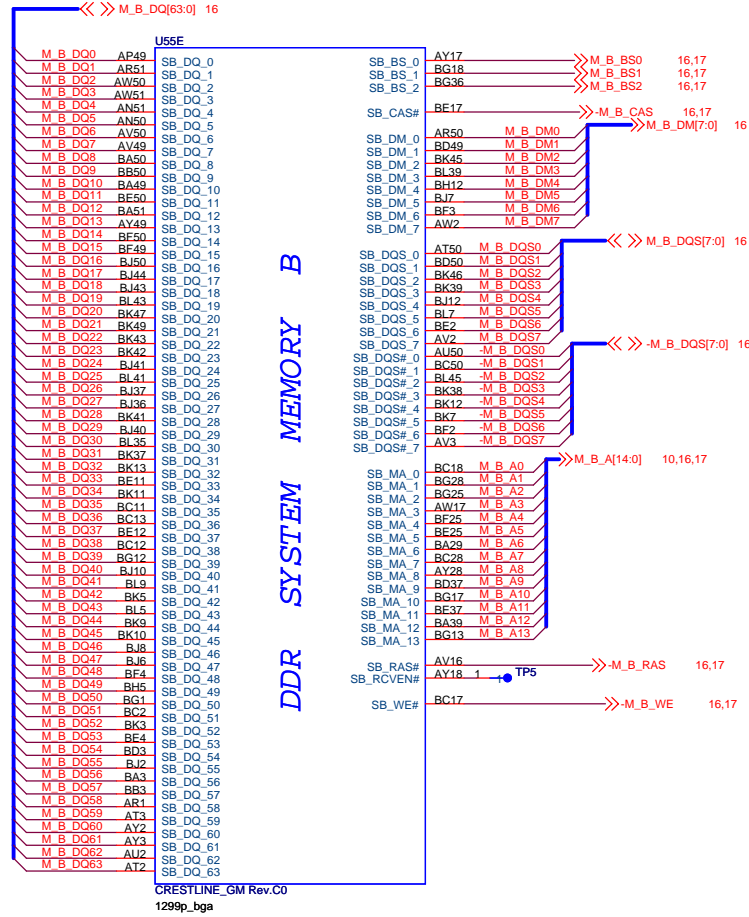 M_B_DQ[63:0] 16
U55E
M_B_DQ0 AP49 SB_DQ_0
M_B_DQ1 AR51 SB_DQ_1
M_B_DQ2 AW50 SB_DQ_2
M_B_DQ3 AW51 SB_DQ_3
M_B_DQ4 AN51 SB_DQ_4
M_B_DQ5 AN50 SB_DQ_5
M_B_DQ6 AV50 SB_DQ_6
M_B_DQ7 AV49 SB_DQ_7
M_B_DQ8 BA50 SB_DQ_8
M_B_DQ9 BB50 SB_DQ_9
M_B_DQ10 BA49 SB_DQ_10
M_B_DQ11 BE50 SB_DQ_11
M_B_DQ12 BA51 SB_DQ_12
M_B_DQ13 AY49 SB_DQ_13
M_B_DQ14 BF50 SB_DQ_14
M_B_DQ15 BF49 SB_DQ_15
M_B_DQ16 BJ50 SB_DQ_16
M_B_DQ17 BJ44 SB_DQ_17
M_B_DQ18 BJ43 SB_DQ_18
M_B_DQ19 BL43 SB_DQ_19
M_B_DQ20 BK47 SB_DQ_20
M_B_DQ21 BK49 SB_DQ_21
M_B_DQ22 BK43 SB_DQ_22
M_B_DQ23 BK42 SB_DQ_23
M_B_DQ24 BJ41 SB_DQ_24
M_B_DQ25 BL41 SB_DQ_25
M_B_DQ26 BJ37 SB_DQ_26
M_B_DQ27 BJ36 SB_DQ_27
M_B_DQ28 BK41 SB_DQ_28
M_B_DQ29 BJ40 SB_DQ_29
M_B_DQ30 BL35 SB_DQ_30
M_B_DQ31 BK37 SB_DQ_31
M_B_DQ32 BK13 SB_DQ_32
M_B_DQ33 BE11 SB_DQ_33
M_B_DQ34 BK11 SB_DQ_34
M_B_DQ35 BC11 SB_DQ_35
M_B_DQ36 BC13 SB_DQ_36
M_B_DQ37 BE12 SB_DQ_37
M_B_DQ38 BC12 SB_DQ_38
M_B_DQ39 BG12 SB_DQ_39
M_B_DQ40 BJ10 SB_DQ_40
M_B_DQ41 BL9 SB_DQ_41
M_B_DQ42 BK5 SB_DQ_42
M_B_DQ43 BL5 SB_DQ_43
M_B_DQ44 BK9 SB_DQ_44
M_B_DQ45 BK10 SB_DQ_45
M_B_DQ46 BJ8 SB_DQ_46
M_B_DQ47 BJ6 SB_DQ_47
M_B_DQ48 BF4 SB_DQ_48
M_B_DQ49 BH5 SB_DQ_49
M_B_DQ50 BG1 SB_DQ_50
M_B_DQ51 BC2 SB_DQ_51
M_B_DQ52 BK3 SB_DQ_52
M_B_DQ53 BE4 SB_DQ_53
M_B_DQ54 BD3 SB_DQ_54
M_B_DQ55 BJ2 SB_DQ_55
M_B_DQ56 BA3 SB_DQ_56
M_B_DQ57 BB3 SB_DQ_57
M_B_DQ58 AR1 SB_DQ_58
M_B_DQ59 AT3 SB_DQ_59
M_B_DQ60 AY2 SB_DQ_60
M_B_DQ61 AY3 SB_DQ_61
M_B_DQ62 AU2 SB_DQ_62
M_B_DQ63 AT2 SB_DQ_63
DDR SYSTEM MEMORY B
SB_BS_0 AY17 M_B_BS0 16,17
SB_BS_1 BG18 M_B_BS1 16,17
SB_BS_2 BG36 M_B_BS2 16,17
SB_CAS# BE17 -M_B_CAS 16,17
M_B_DM[7:0] 16
SB_DM_0 AR50 M_B_DM0
SB_DM_1 BD49 M_B_DM1
SB_DM_2 BK45 M_B_DM2
SB_DM_3 BL39 M_B_DM3
SB_DM_4 BH12 M_B_DM4
SB_DM_5 BJ7 M_B_DM5
SB_DM_6 BF3 M_B_DM6
SB_DM_7 AW2 M_B_DM7
M_B_DQS[7:0] 16
SB_DQS_0 AT50 M_B_DQS0
SB_DQS_1 BD50 M_B_DQS1
SB_DQS_2 BK46 M_B_DQS2
SB_DQS_3 BK39 M_B_DQS3
SB_DQS_4 BJ12 M_B_DQS4
SB_DQS_5 BL7 M_B_DQS5
SB_DQS_6 BE2 M_B_DQS6
SB_DQS_7 AV2 M_B_DQS7
-M_B_DQS[7:0] 16
SB_DQS#_0 AU50 -M_B_DQS0
SB_DQS#_1 BC50 -M_B_DQS1
SB_DQS#_2 BL45 -M_B_DQS2
SB_DQS#_3 BK38 -M_B_DQS3
SB_DQS#_4 BK12 -M_B_DQS4
SB_DQS#_5 BK7 -M_B_DQS5
SB_DQS#_6 BF2 -M_B_DQS6
SB_DQS#_7 AV3 -M_B_DQS7
M_B_A[14:0] 10,16,17
SB_MA_0 BC18 M_B_A0
SB_MA_1 BG28 M_B_A1
SB_MA_2 BG25 M_B_A2
SB_MA_3 AW17 M_B_A3
SB_MA_4 BF25 M_B_A4
SB_MA_5 BE25 M_B_A5
SB_MA_6 BA29 M_B_A6
SB_MA_7 BC28 M_B_A7
SB_MA_8 AY28 M_B_A8
SB_MA_9 BD37 M_B_A9
SB_MA_10 BG17 M_B_A10
SB_MA_11 BE37 M_B_A11
SB_MA_12 BA39 M_B_A12
SB_MA_13 BG13 M_B_A13
SB_RAS# AV16 -M_B_RAS 16,17
SB_RCVEN# AY18 1 1 TP5
SB_WE# BC17 -M_B_WE 16,17
CRESTLINE_GM Rev.C0
1299p_bga